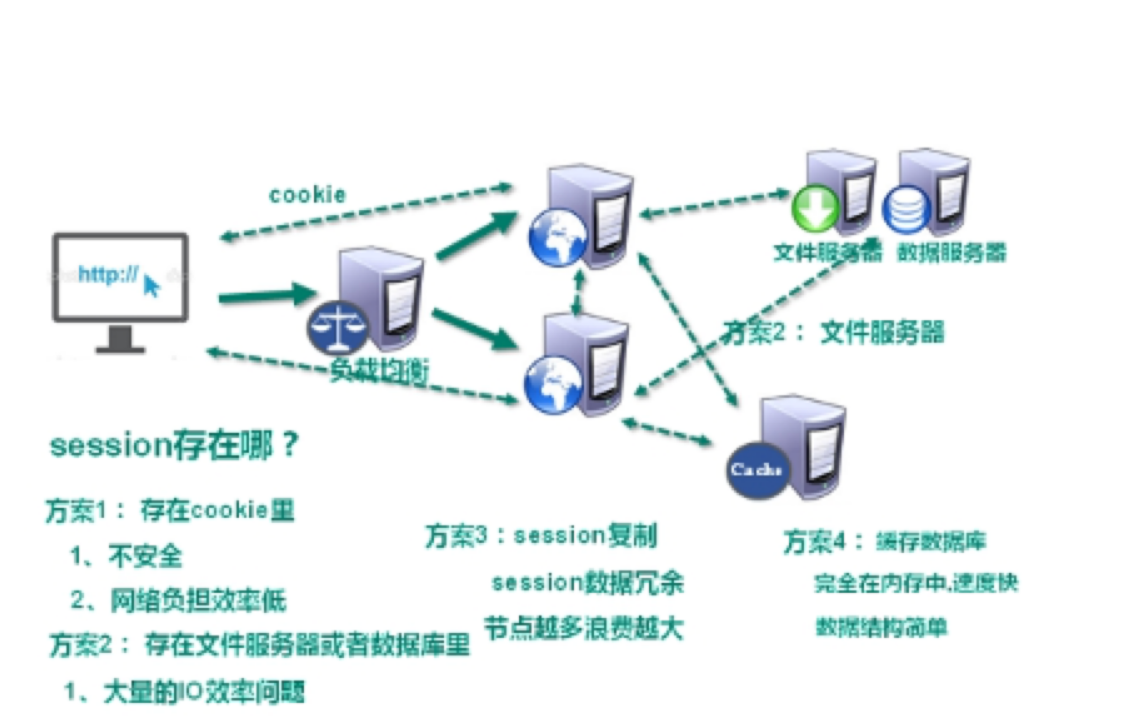 cookie
http://
负载均衡
文件服务器 数据服务器
方案2： 文件服务器
Cache
session存在哪？
方案1： 存在cookie里
1、不安全
2、网络负担效率低
方案2： 存在文件服务器或者数据库里
1、大量的IO效率问题
方案3：session复制
session数据冗余
节点越多浪费越大
方案4： 缓存数据库
完全在内存中,速度快
数据结构简单